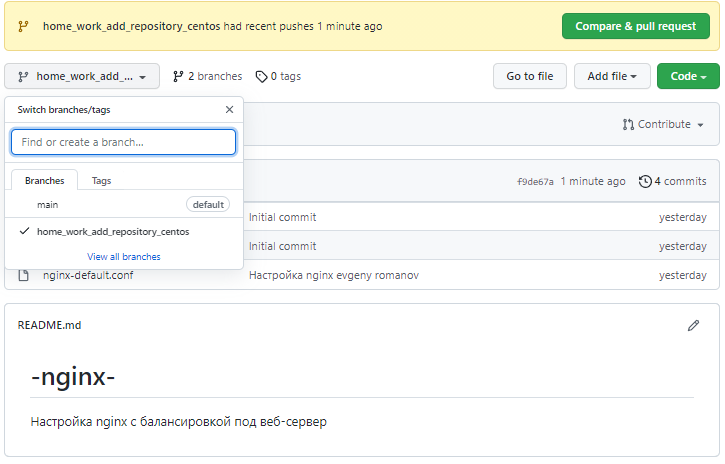 home_work_add_repository_centos had recent pushes 1 minute ago
Compare & pull request
home_work_add_...
2 branches
0 tags
Go to file
Add file
Code
Switch branches/tags
Find or create a branch...
Branches
Tags
main
default
home_work_add_repository_centos
View all branches
Contribute
f9de67a 1 minute ago
4 commits
Initial commit
yesterday
Initial commit
yesterday
nginx-default.conf
Настройка nginx evgeny romanov
yesterday
README.md
-nginx-
Настройка nginx с балансировкой под веб-сервер